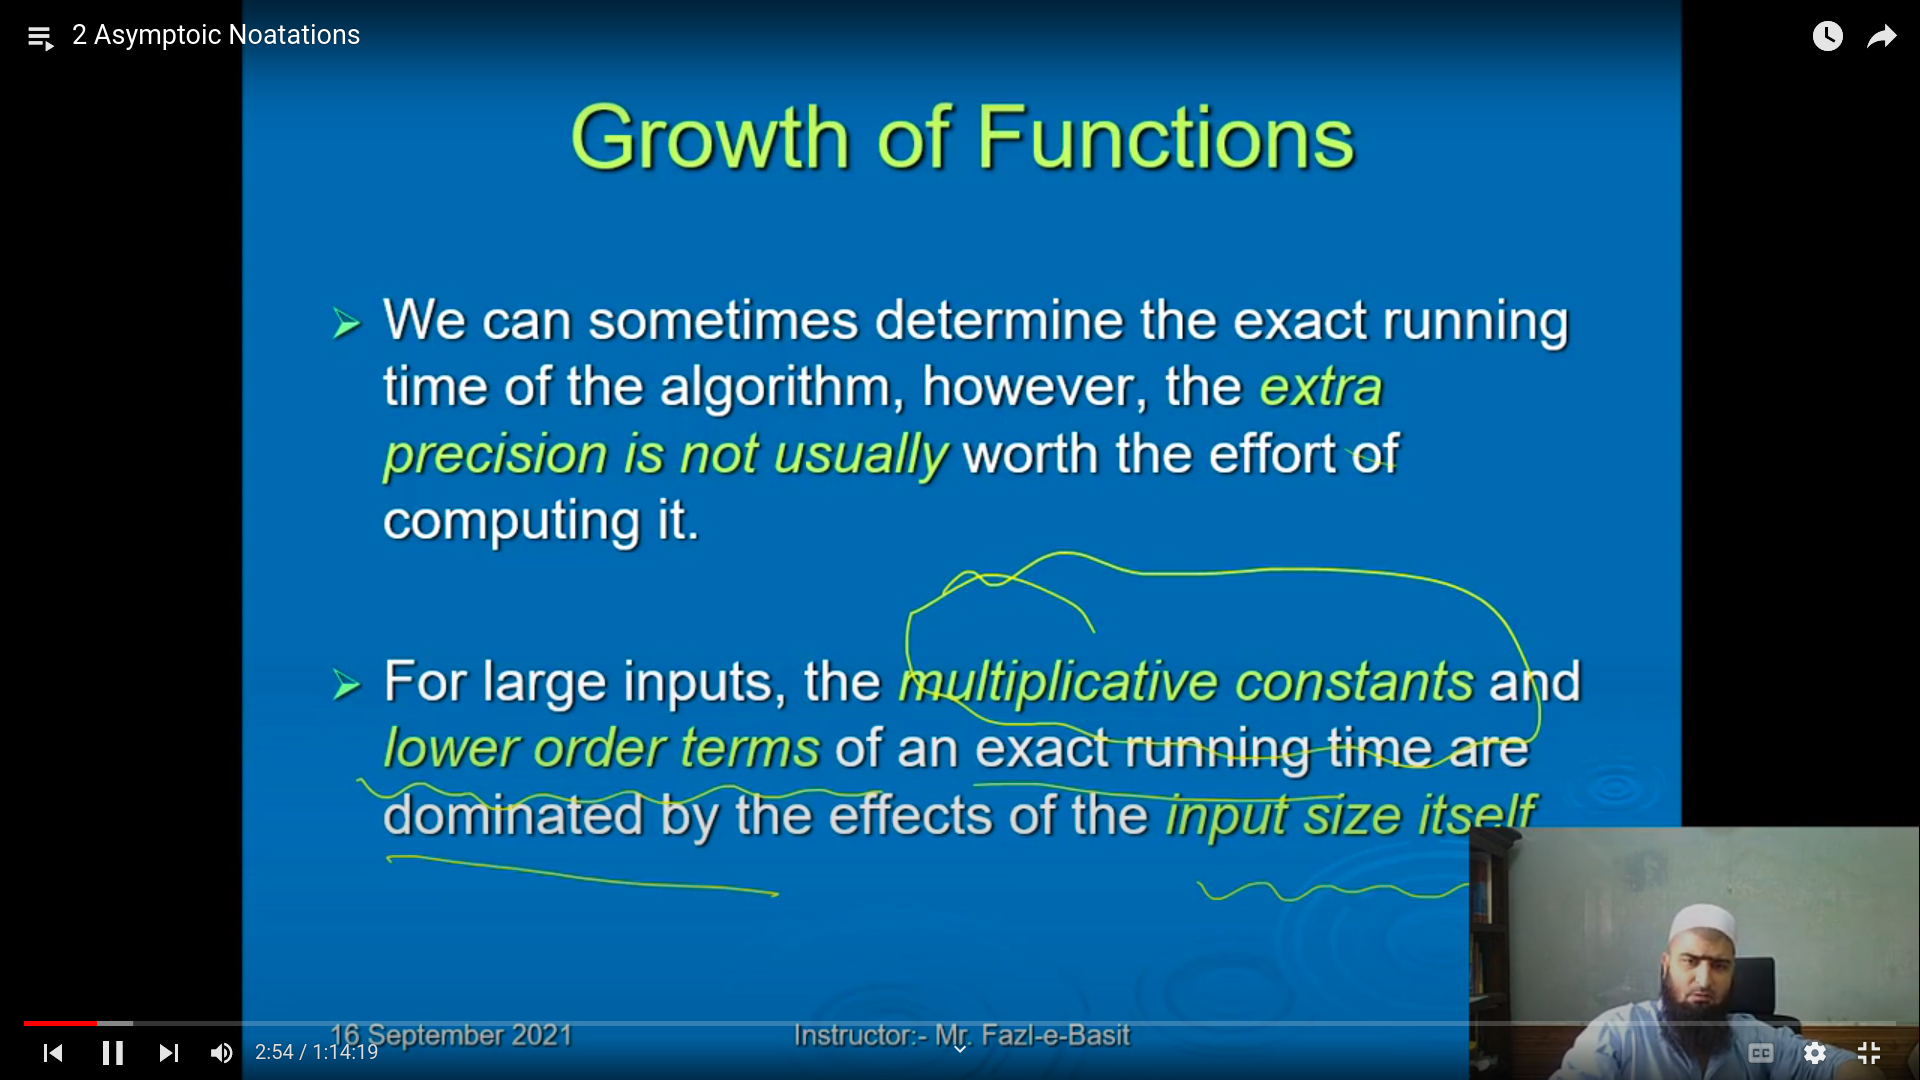 2 Asymptoic Noatations
Growth of Functions
We can sometimes determine the exact running
time of the algorithm, however, the extra
precision is not usually worth the effort of
computing it.
For large inputs, the multiplicative constants and
lower order terms of an exact running time are
dominated by the effects of the input size itself
16 September 2021
Instructor:- Mr. Fazl-e-Basit
2:54 / 1:14:19
CC